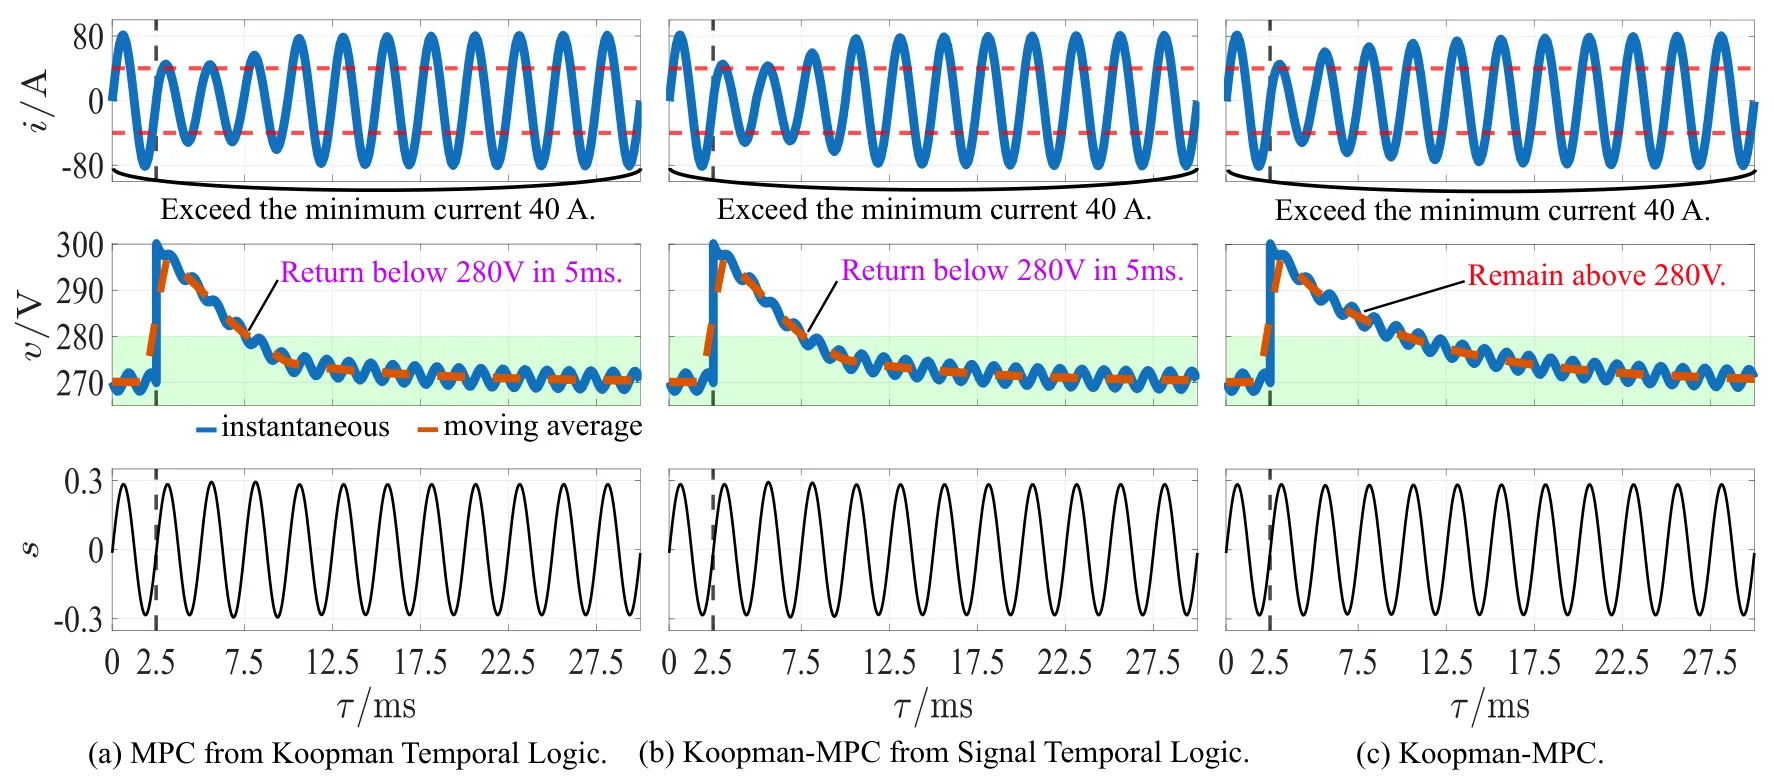 80
0
-80
i/A
Exceed the minimum current 40 A.
Exceed the minimum current 40 A.
Exceed the minimum current 40 A.
300
290
280
270
v/V
Return below 280V in 5ms.
Return below 280V in 5ms.
Remain above 280V.
instantaneous
moving average
0.3
0
-0.3
s
0 2.5 7.5 12.5 17.5 22.5 27.5
0 2.5 7.5 12.5 17.5 22.5 27.5
0 2.5 7.5 12.5 17.5 22.5 27.5
τ/ms
τ/ms
τ/ms
(a) MPC from Koopman Temporal Logic.
(b) Koopman-MPC from Signal Temporal Logic.
(c) Koopman-MPC.